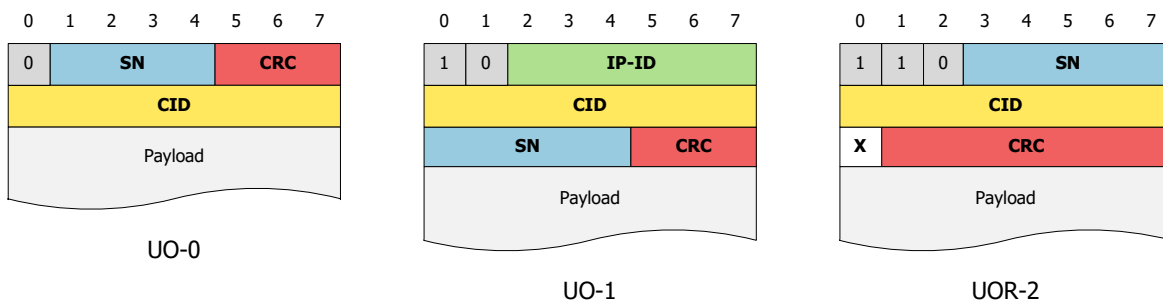 0 1 2 3 4 5 6 7
0 SN CRC
CID
Payload
UO-0
0 1 2 3 4 5 6 7
1 0 IP-ID
CID
SN CRC
Payload
UO-1
0 1 2 3 4 5 6 7
1 1 0 SN
CID
X CRC
Payload
UOR-2